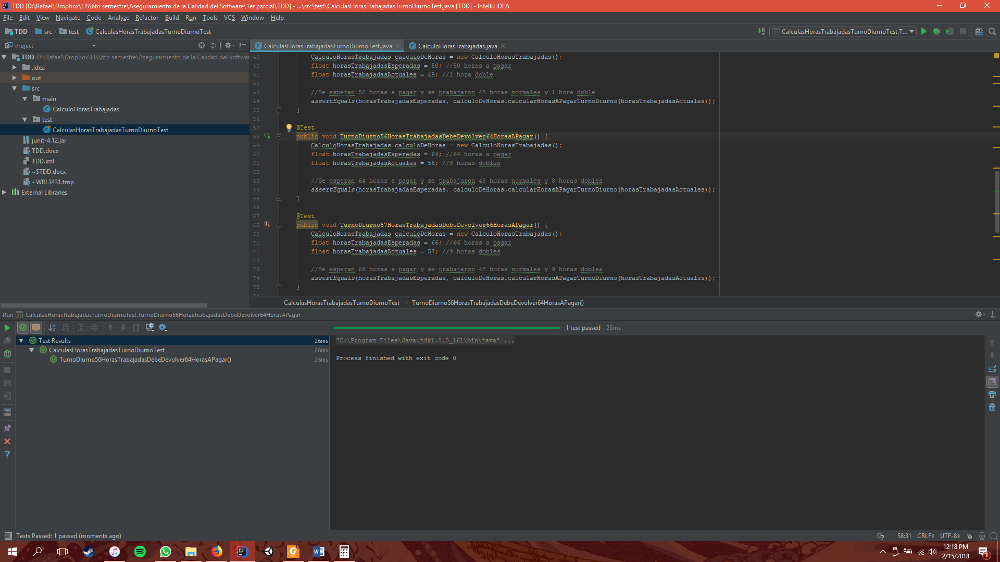 TDD [D:\Rafael\Dropbox\LIS\6to semestre\Aseguramiento de la Calidad del Software\1er parcial\TDD] - ...\src\test\CalculasHorasTrabajadasTurnoDiurnoTest.java [TDD] - IntelliJ IDEA
File Edit View Navigate Code Analyze Refactor Build Run Tools VCS Window Help
TDD src test CalculasHorasTrabajadasTurnoDiurnoTest CalculasHorasTrabajadasTurnoDiurnoTest.T...
Project
CalculasHorasTrabajadasTurnoDiurnoTest.java CalculoHorasTrabajadas.java
TDD D:\Rafael\Dropbox\LIS\6to semestre\Aseguramiento de la Calidad del Softwar
.idea
out
src
main
CalculoHorasTrabajadas
test
CalculasHorasTrabajadasTurnoDiurnoTest
junit-4.12.jar
TDD.docx
TDD.iml
~$TDD.docx
~WRL3431.tmp
External Libraries
49 CalculoHorasTrabajadas calculoDeHoras = new CalculoHorasTrabajadas();
50 float horasTrabajadasEsperadas = 50; //50 horas a pagar
51 float horasTrabajadasActuales = 49; //1 hora doble
52
53 //Se esperan 50 horas a pagar y se trabajaron 48 horas normales y 1 hora doble
54 assertEquals(horasTrabajadasEsperadas, calculoDeHoras.calcularHorasAPagarTurnoDiurno(horasTrabajadasActuales));
55 }
56
57 @Test
58 public void TurnoDiurno56HorasTrabajadasDebeDevolver64HorasAPagar() {
59 CalculoHorasTrabajadas calculoDeHoras = new CalculoHorasTrabajadas();
60 float horasTrabajadasEsperadas = 64; //64 horas a pagar
61 float horasTrabajadasActuales = 56; //8 horas dobles
62
63 //Se esperan 64 horas a pagar y se trabajaron 48 horas normales y 8 horas dobles
64 assertEquals(horasTrabajadasEsperadas, calculoDeHoras.calcularHorasAPagarTurnoDiurno(horasTrabajadasActuales));
65 }
66
67 @Test
68 public void TurnoDiurno57HorasTrabajadasDebeDevolver66HorasAPagar() {
69 CalculoHorasTrabajadas calculoDeHoras = new CalculoHorasTrabajadas();
70 float horasTrabajadasEsperadas = 66; //66 horas a pagar
71 float horasTrabajadasActuales = 57; //9 horas dobles
72
73 //Se esperan 66 horas a pagar y se trabajaron 48 horas normales y 9 horas dobles
74 assertEquals(horasTrabajadasEsperadas, calculoDeHoras.calcularHorasAPagarTurnoDiurno(horasTrabajadasActuales));
75 }
76
CalculasHorasTrabajadasTurnoDiurnoTest TurnoDiurno56HorasTrabajadasDebeDevolver64HorasAPagar()
Run CalculasHorasTrabajadasTurnoDiurnoTest.TurnoDiurno56HorasTrabajadasDebeDevolver64HorasAPagar
1 test passed - 26ms
Test Results 26ms
CalculasHorasTrabajadasTurnoDiurnoTest 26ms
TurnoDiurno56HorasTrabajadasDebeDevolver64HorasAPagar() 26ms
"C:\Program Files\Java\jdk1.8.0_161\bin\java" ...
Process finished with exit code 0
Tests Passed: 1 passed (moments ago) 58:31 CRLF UTF-8
12:18 PM
2/15/2018
1